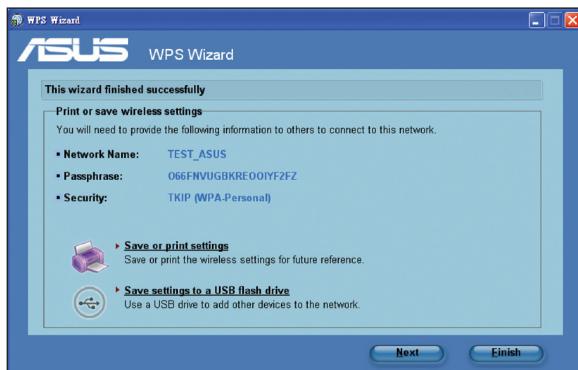 WPS Wizard
ASUS WPS Wizard
This wizard finished successfully
Print or save wireless settings
You will need to provide the following information to others to connect to this network.
▪ Network Name: TEST_ASUS
▪ Passphrase: O66FNVUGBKREOOIYF2FZ
▪ Security: TKIP (WPA-Personal)
Save or print settings
Save or print the wireless settings for future reference.
Save settings to a USB flash drive
Use a USB drive to add other devices to the network.
Next Finish